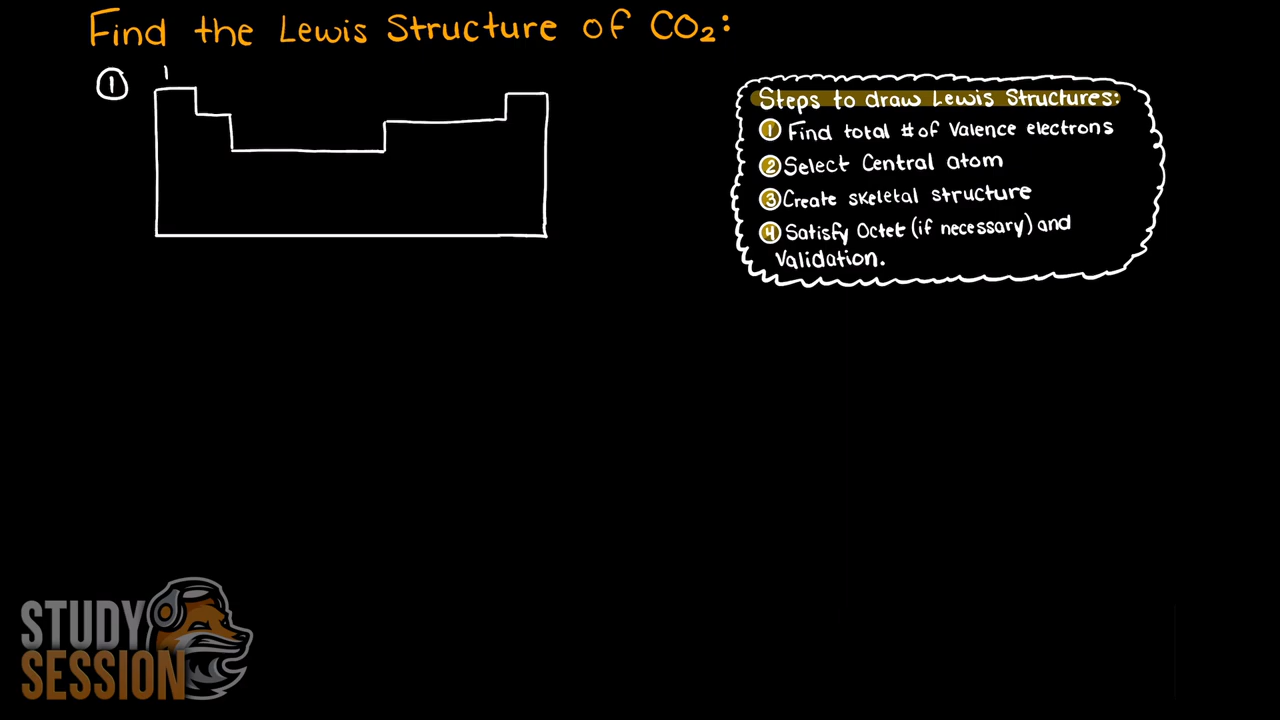 Find the Lewis Structure of CO₂:
① 1
Steps to draw Lewis Structures:
① Find total # of Valence electrons
② Select Central atom
③ Create skeletal structure
④ Satisfy Octet (if necessary) and
Validation.
STUDY
SESSION